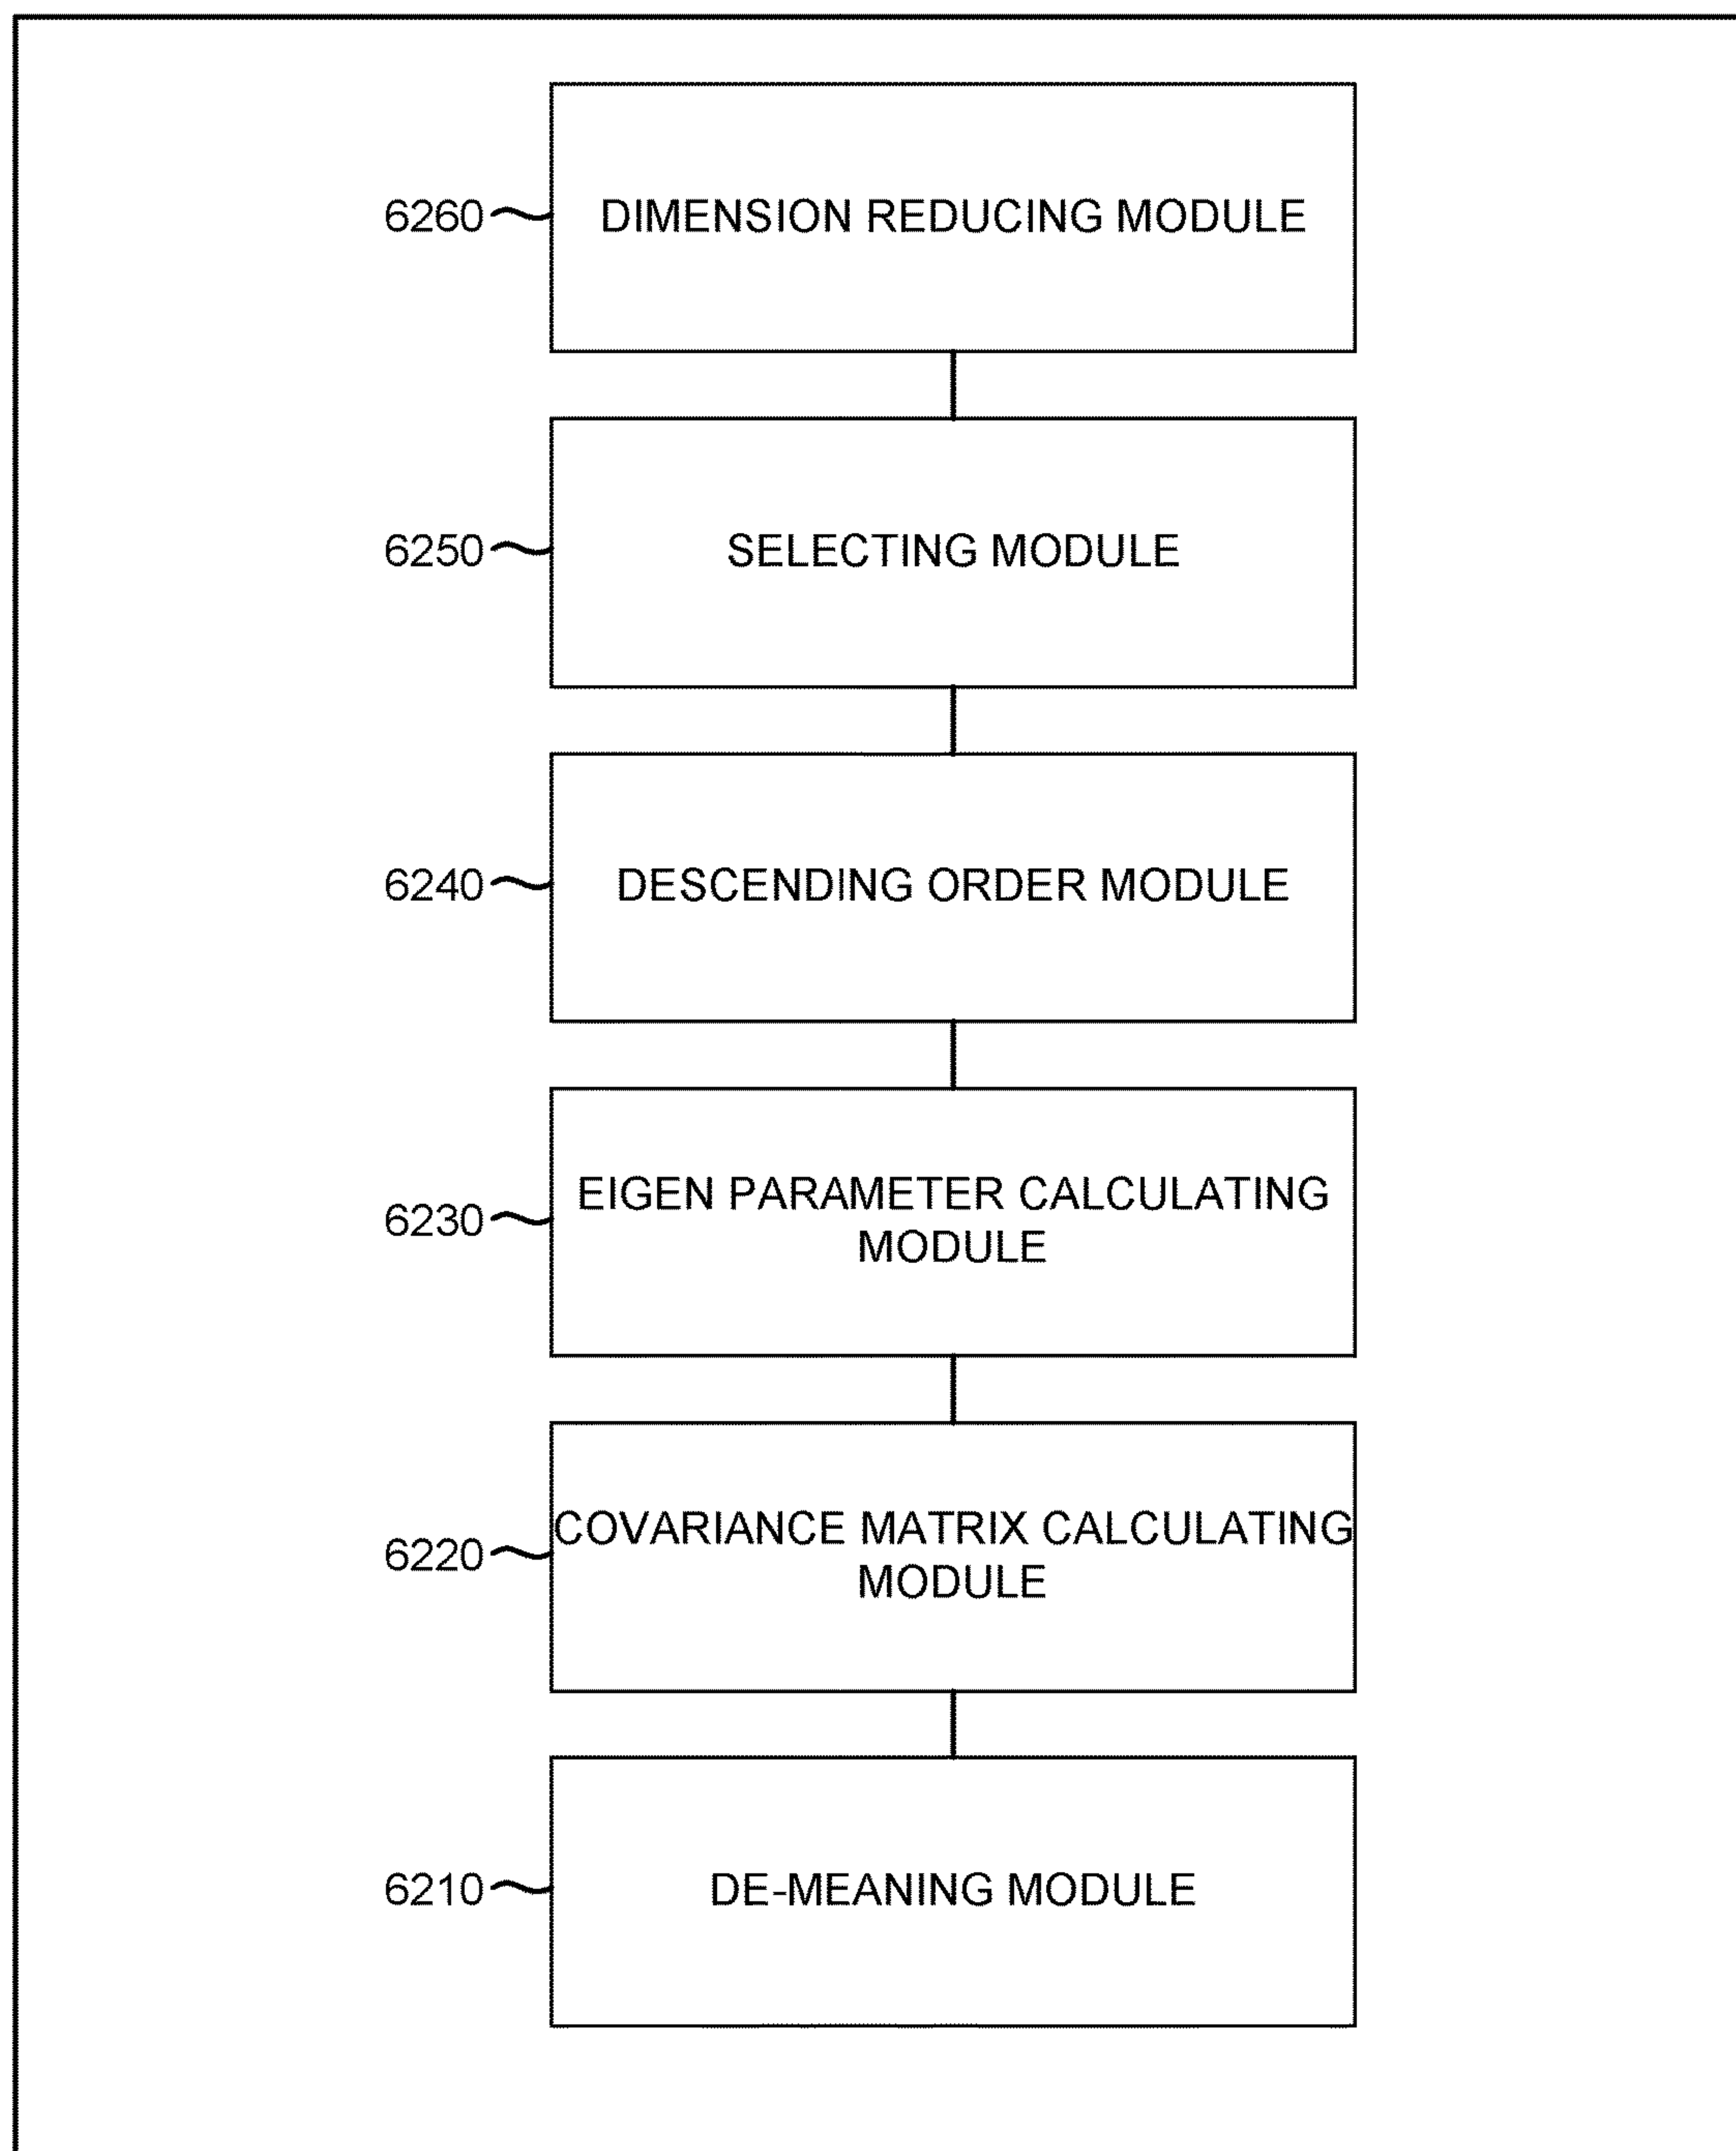 6260 DIMENSION REDUCING MODULE
6250 SELECTING MODULE
6240 DESCENDING ORDER MODULE
6230 EIGEN PARAMETER CALCULATING
MODULE
6220 COVARIANCE MATRIX CALCULATING
MODULE
6210 DE-MEANING MODULE